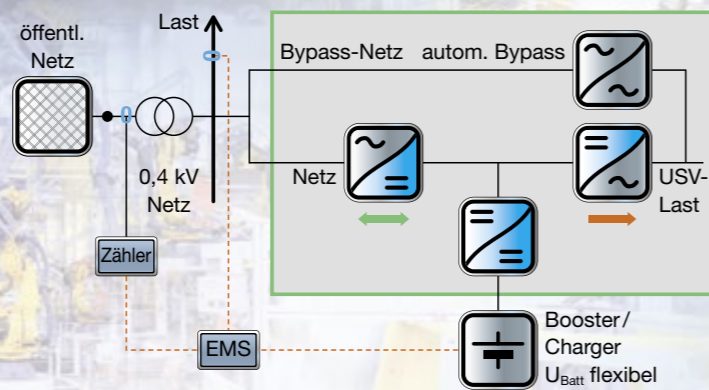 öffentl.
Netz
Last
Bypass-Netz autom. Bypass
0,4 kV
Netz
Netz
USV-
Last
Zähler
EMS
Booster/
Charger
U_Batt flexibel